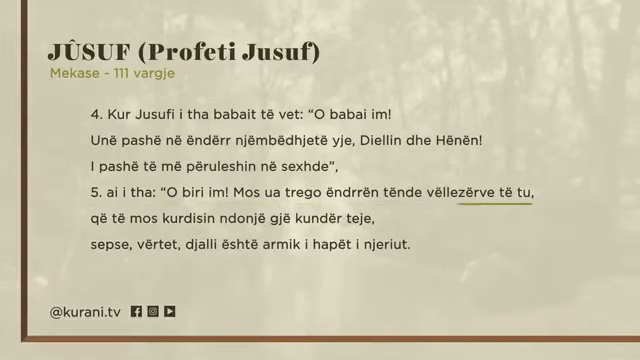 JÛSUF (Profeti Jusuf)
Mekase - 111 vargje
4. Kur Jusufi i tha babait të vet: “O babai im!
Unë pashë në ëndërr njëmbëdhjetë yje, Diellin dhe Hënën!
I pashë të më përuleshin në sexhde”,
5. ai i tha: “O biri im! Mos ua trego ëndrrën tënde vëllezërve të tu,
që të mos kurdisin ndonjë gjë kundër teje,
sepse, vërtet, djalli është armik i hapët i njeriut.
@kurani.tv